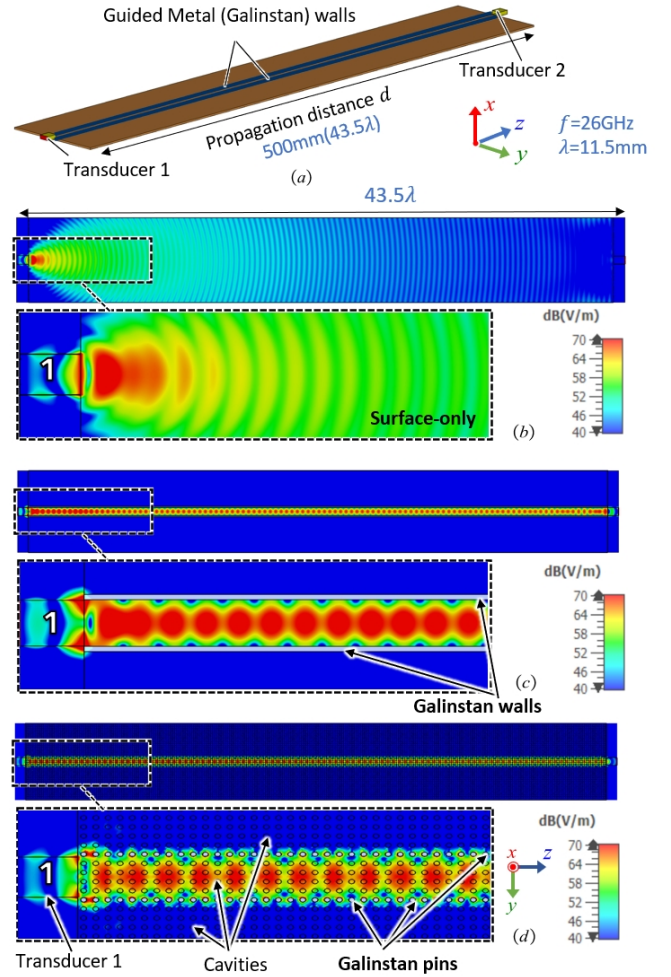 Guided Metal (Galinstan) walls
Transducer 2
Propagation distance d
500mm(43.5λ)
Transducer 1
x
z
y
f=26GHz
λ=11.5mm
(a)
43.5λ
1
Surface-only
dB(V/m)
70
64
58
52
46
40
(b)
1
Galinstan walls
dB(V/m)
70
64
58
52
46
40
(c)
1
Transducer 1
Cavities
Galinstan pins
x
z
y
dB(V/m)
70
64
58
52
46
40
(d)